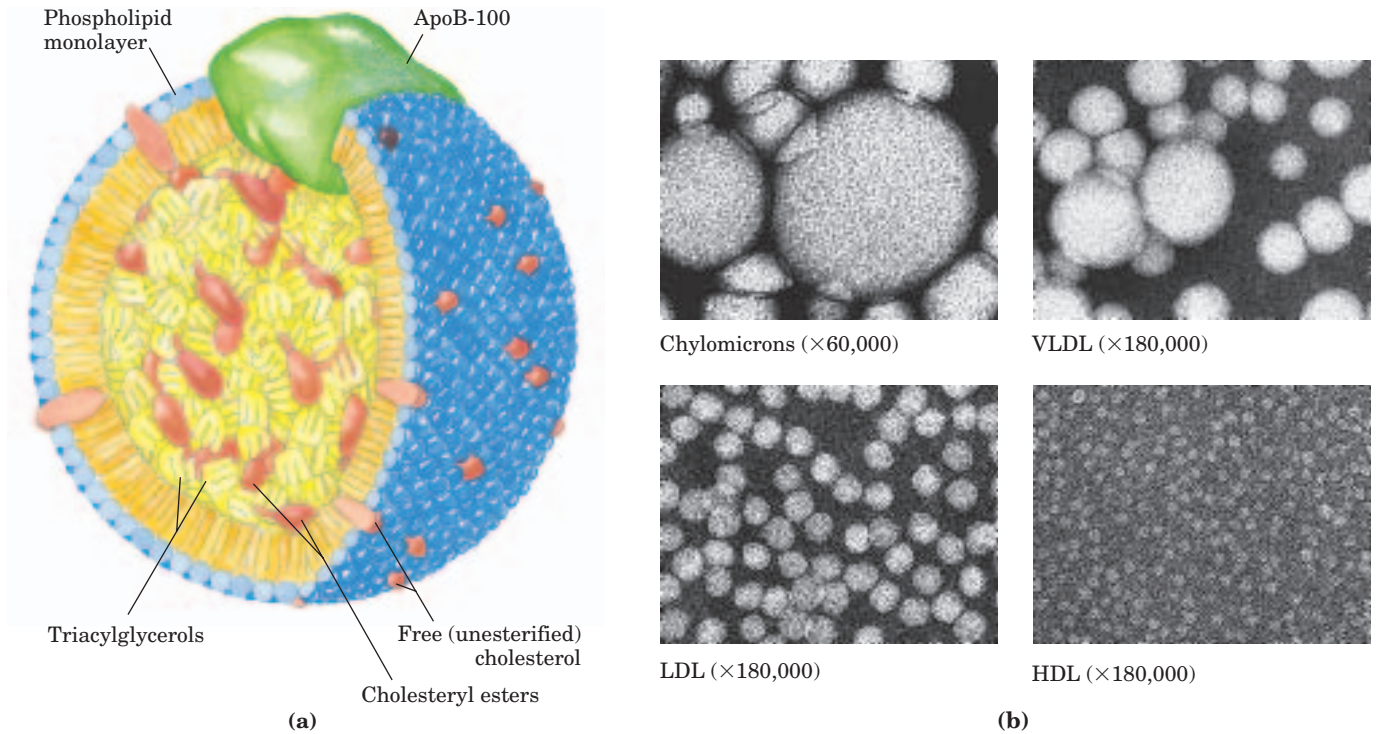 Phospholipid
monolayer
ApoB-100
Triacylglycerols
Free (unesterified)
cholesterol
Cholesteryl esters
(a)
Chylomicrons (×60,000)
VLDL (×180,000)
LDL (×180,000)
HDL (×180,000)
(b)